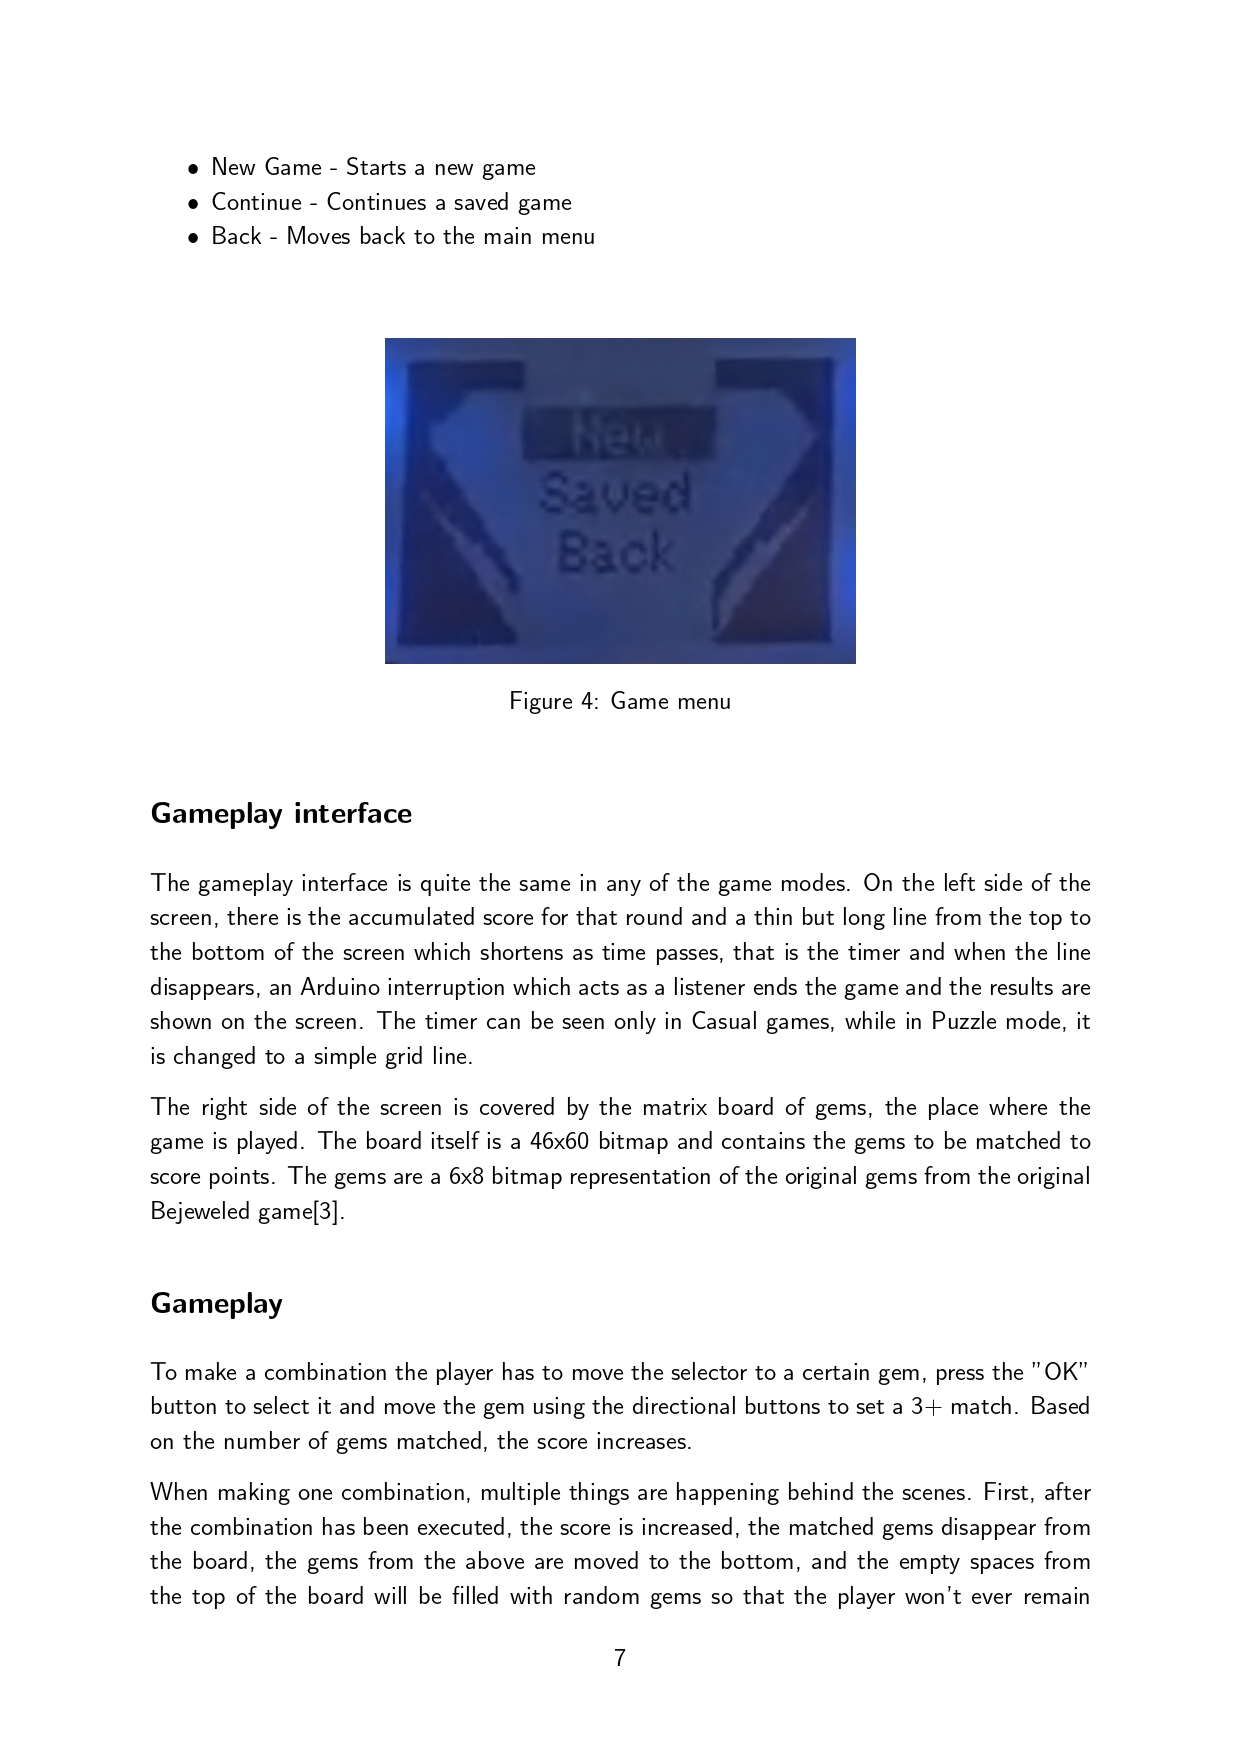 • New Game - Starts a new game
• Continue - Continues a saved game
• Back - Moves back to the main menu
New
Saved
Back
Figure 4: Game menu
Gameplay interface
The gameplay interface is quite the same in any of the game modes. On the left side of the
screen, there is the accumulated score for that round and a thin but long line from the top to
the bottom of the screen which shortens as time passes, that is the timer and when the line
disappears, an Arduino interruption which acts as a listener ends the game and the results are
shown on the screen. The timer can be seen only in Casual games, while in Puzzle mode, it
is changed to a simple grid line.
The right side of the screen is covered by the matrix board of gems, the place where the
game is played. The board itself is a 46x60 bitmap and contains the gems to be matched to
score points. The gems are a 6x8 bitmap representation of the original gems from the original
Bejeweled game[3].
Gameplay
To make a combination the player has to move the selector to a certain gem, press the ”OK”
button to select it and move the gem using the directional buttons to set a 3+ match. Based
on the number of gems matched, the score increases.
When making one combination, multiple things are happening behind the scenes. First, after
the combination has been executed, the score is increased, the matched gems disappear from
the board, the gems from the above are moved to the bottom, and the empty spaces from
the top of the board will be filled with random gems so that the player won’t ever remain
7